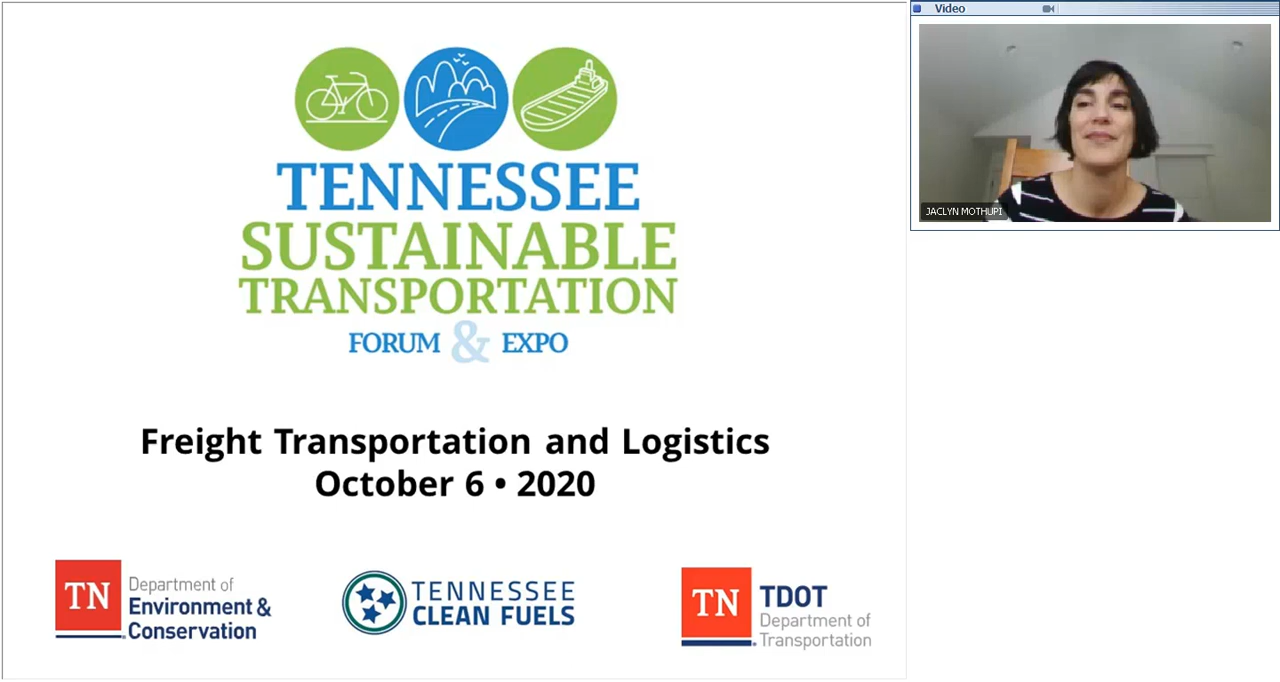 TENNESSEE
SUSTAINABLE
TRANSPORTATION
FORUM & EXPO
Freight Transportation and Logistics
October 6 • 2020
TN
Department of
Environment &
Conservation
TENNESSEE
CLEAN FUELS
TN
TDOT
Department of
Transportation
Video
JACLYN MOTHUPI